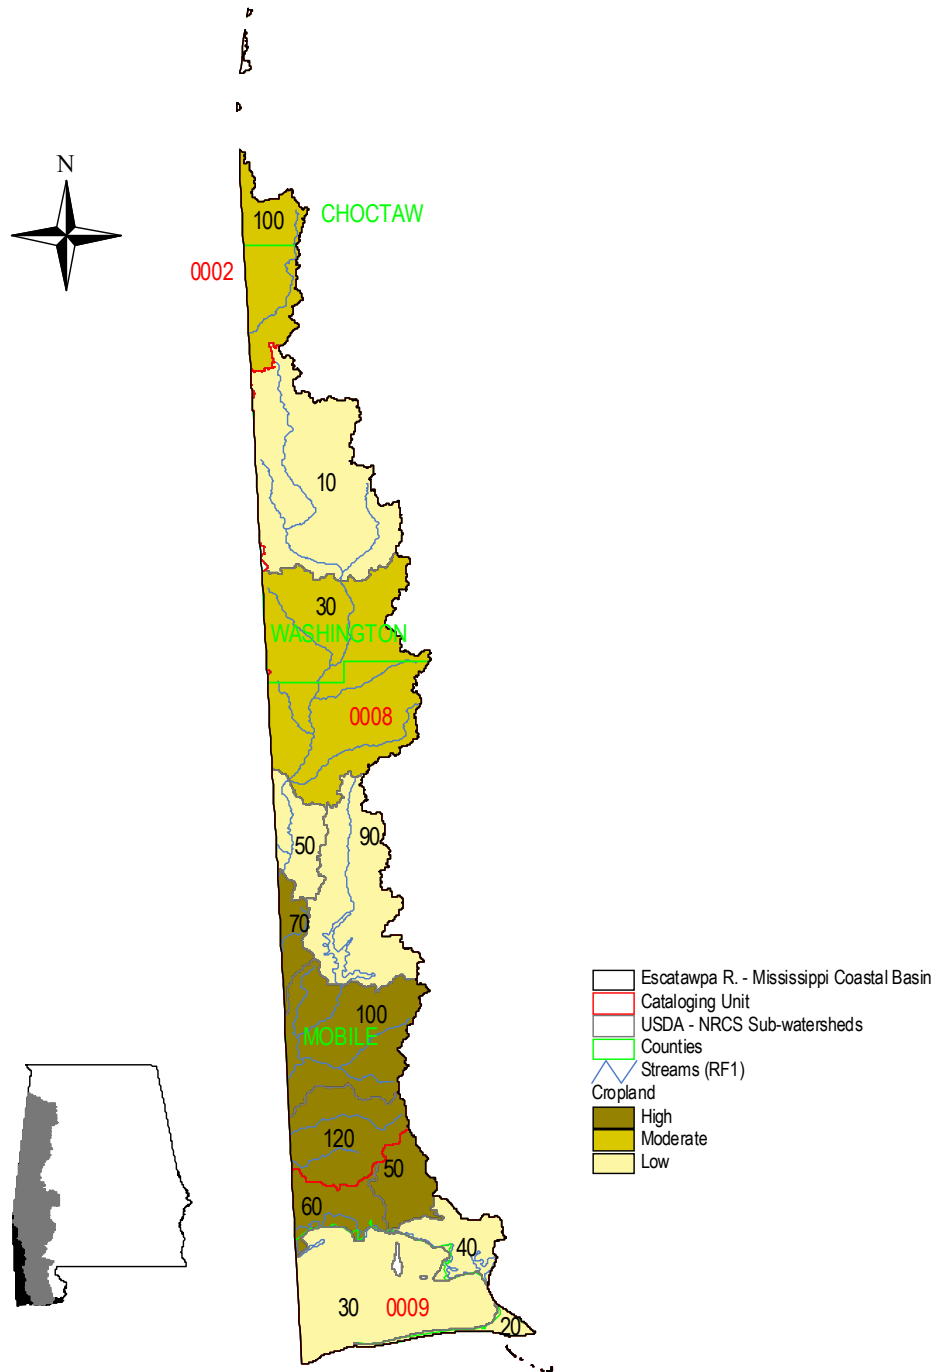 N
CHOCTAW
100
0002
10
30
WASHINGTON
0008
50
90
70
100
MOBILE
120
50
60
40
30
0009
20
Escatawpa R. - Mississippi Coastal Basin
Cataloging Unit
USDA - NRCS Sub-watersheds
Counties
Streams (RF1)
Cropland
High
Moderate
Low